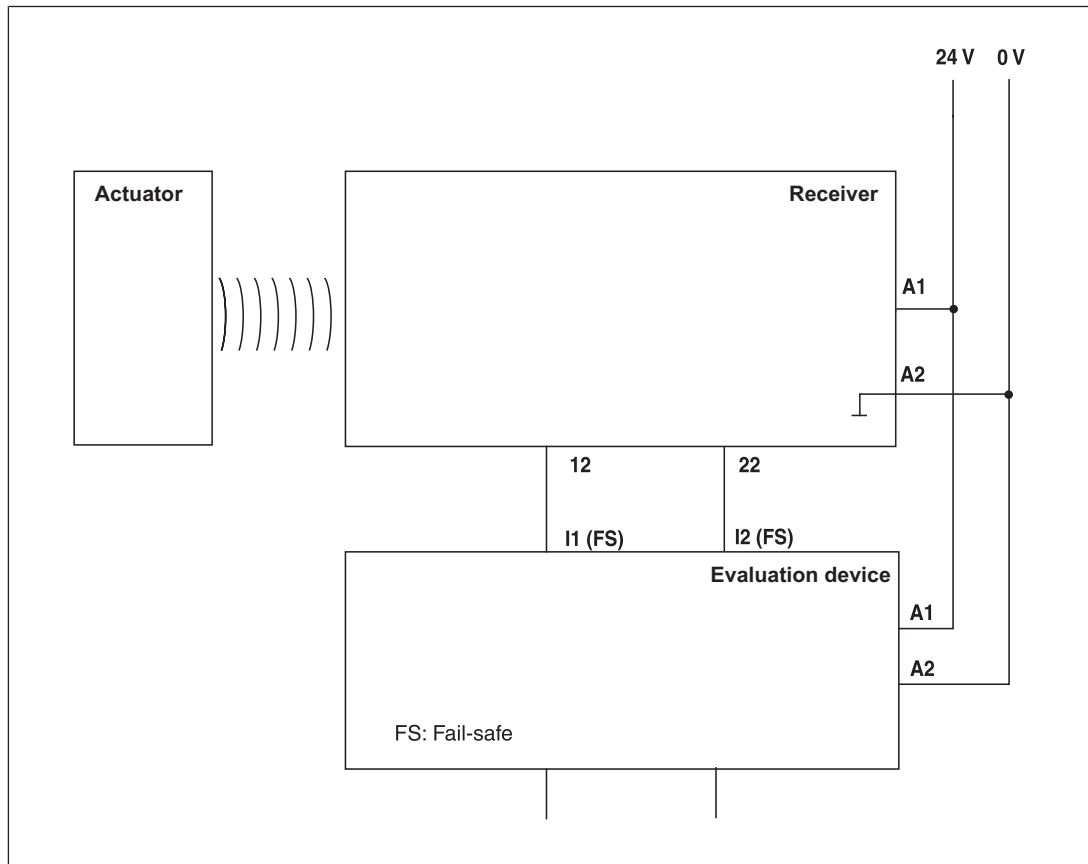 24 V 0 V
Actuator
Receiver
A1
A2
12 22
I1 (FS) I2 (FS)
Evaluation device
A1
A2
FS: Fail-safe